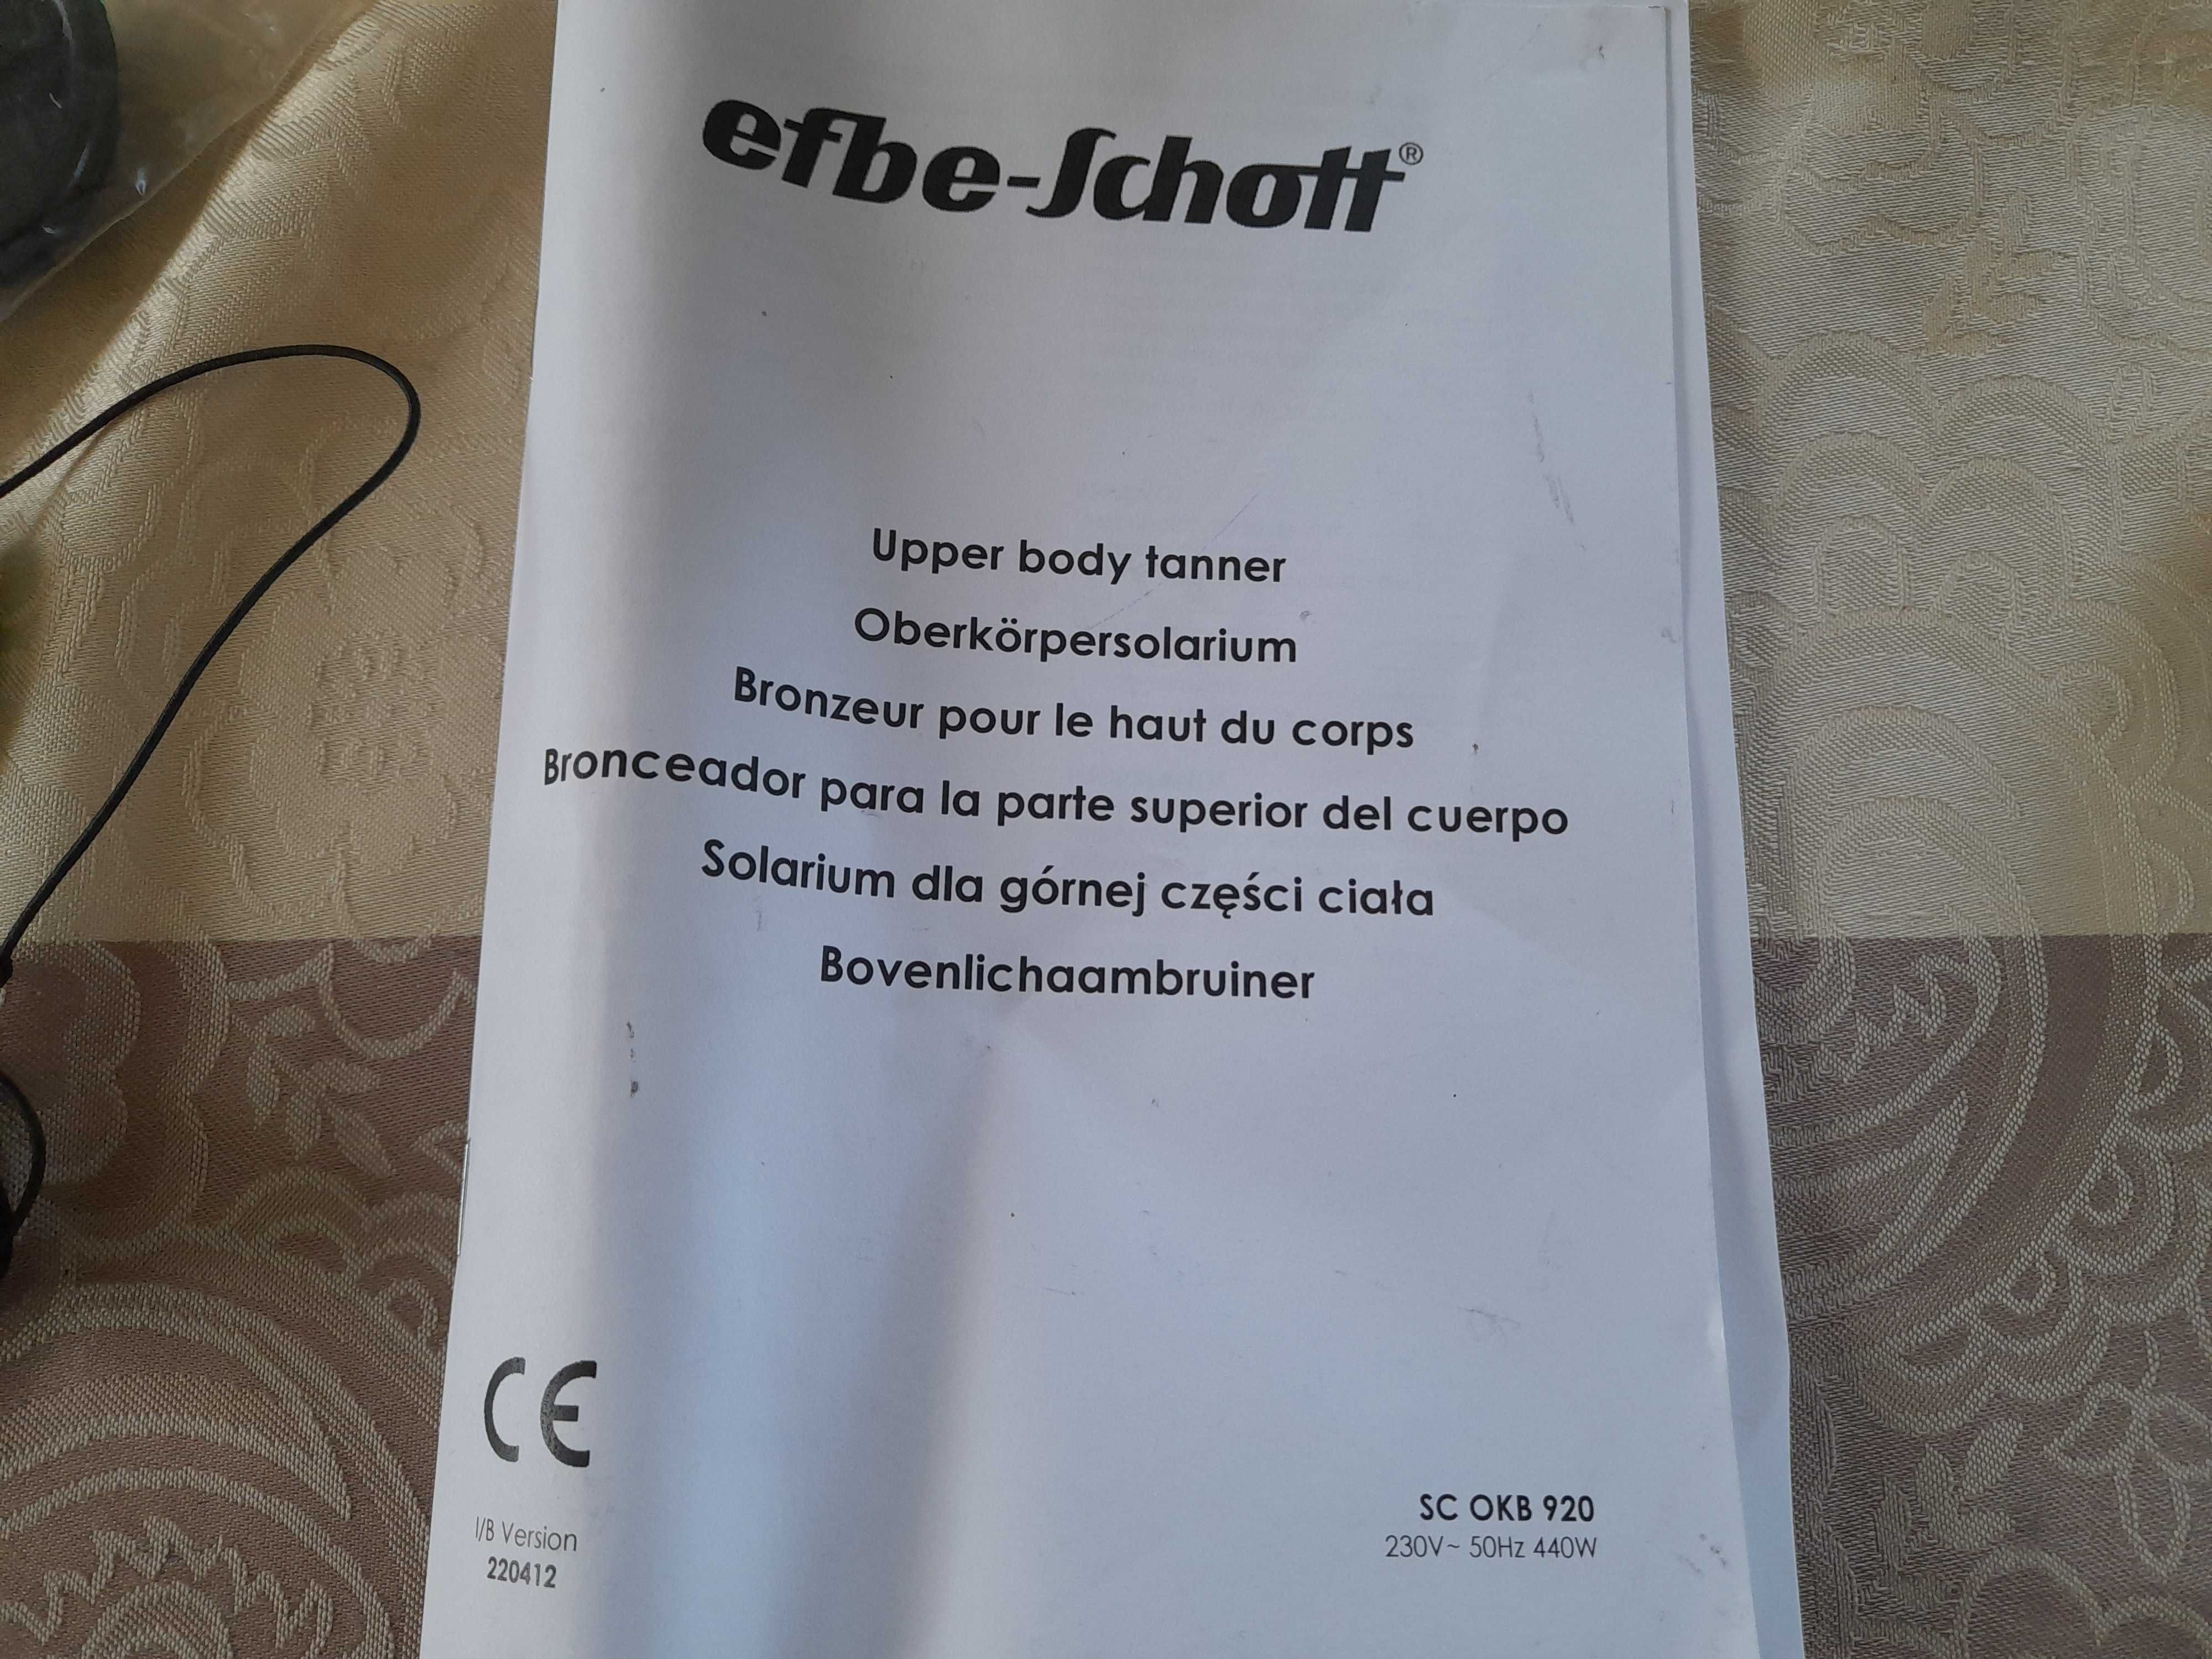 efbe-Schott®
Upper body tanner
Oberkörpersolarium
Bronzeur pour le haut du corps
Bronceador para la parte superior del cuerpo
Solarium dla górnej części ciała
Bovenlichaambruiner
CE
I/B Version
220412
SC OKB 920
230V~ 50Hz 440W